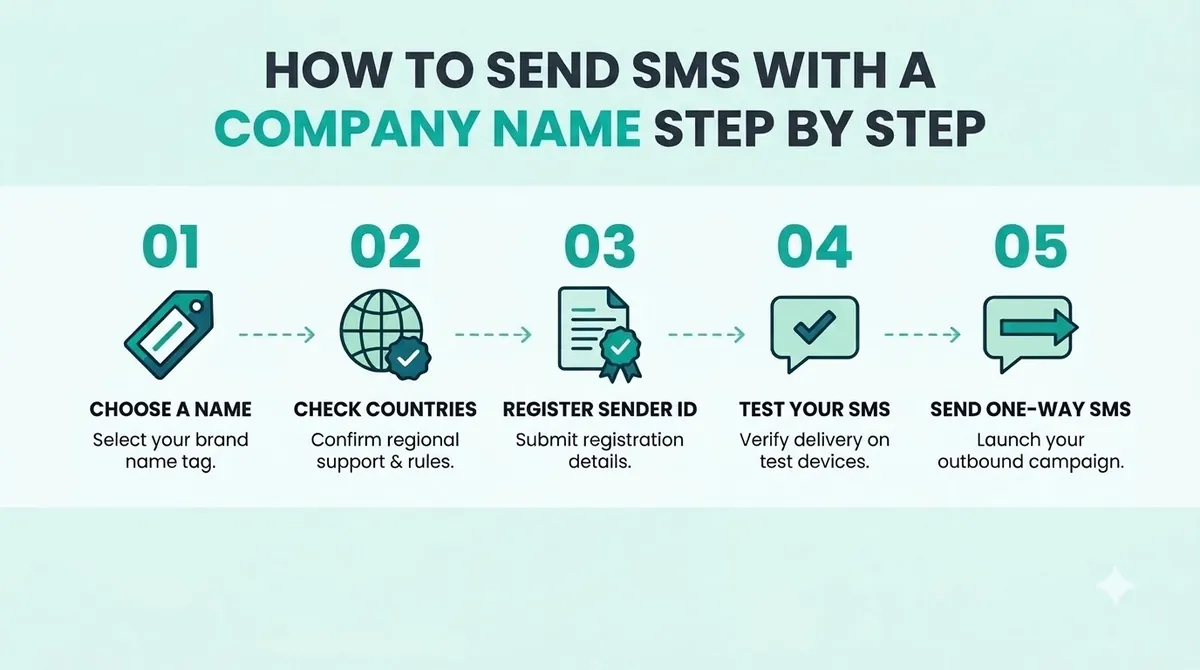 HOW TO SEND SMS WITH A
COMPANY NAME STEP BY STEP
01
CHOOSE A NAME
Select your brand
name tag.
02
CHECK COUNTRIES
Confirm regional
support & rules.
03
REGISTER SENDER ID
Submit registration
details.
04
TEST YOUR SMS
Verify delivery on
test devices.
05
SEND ONE-WAY SMS
Launch your
outbound campaign.